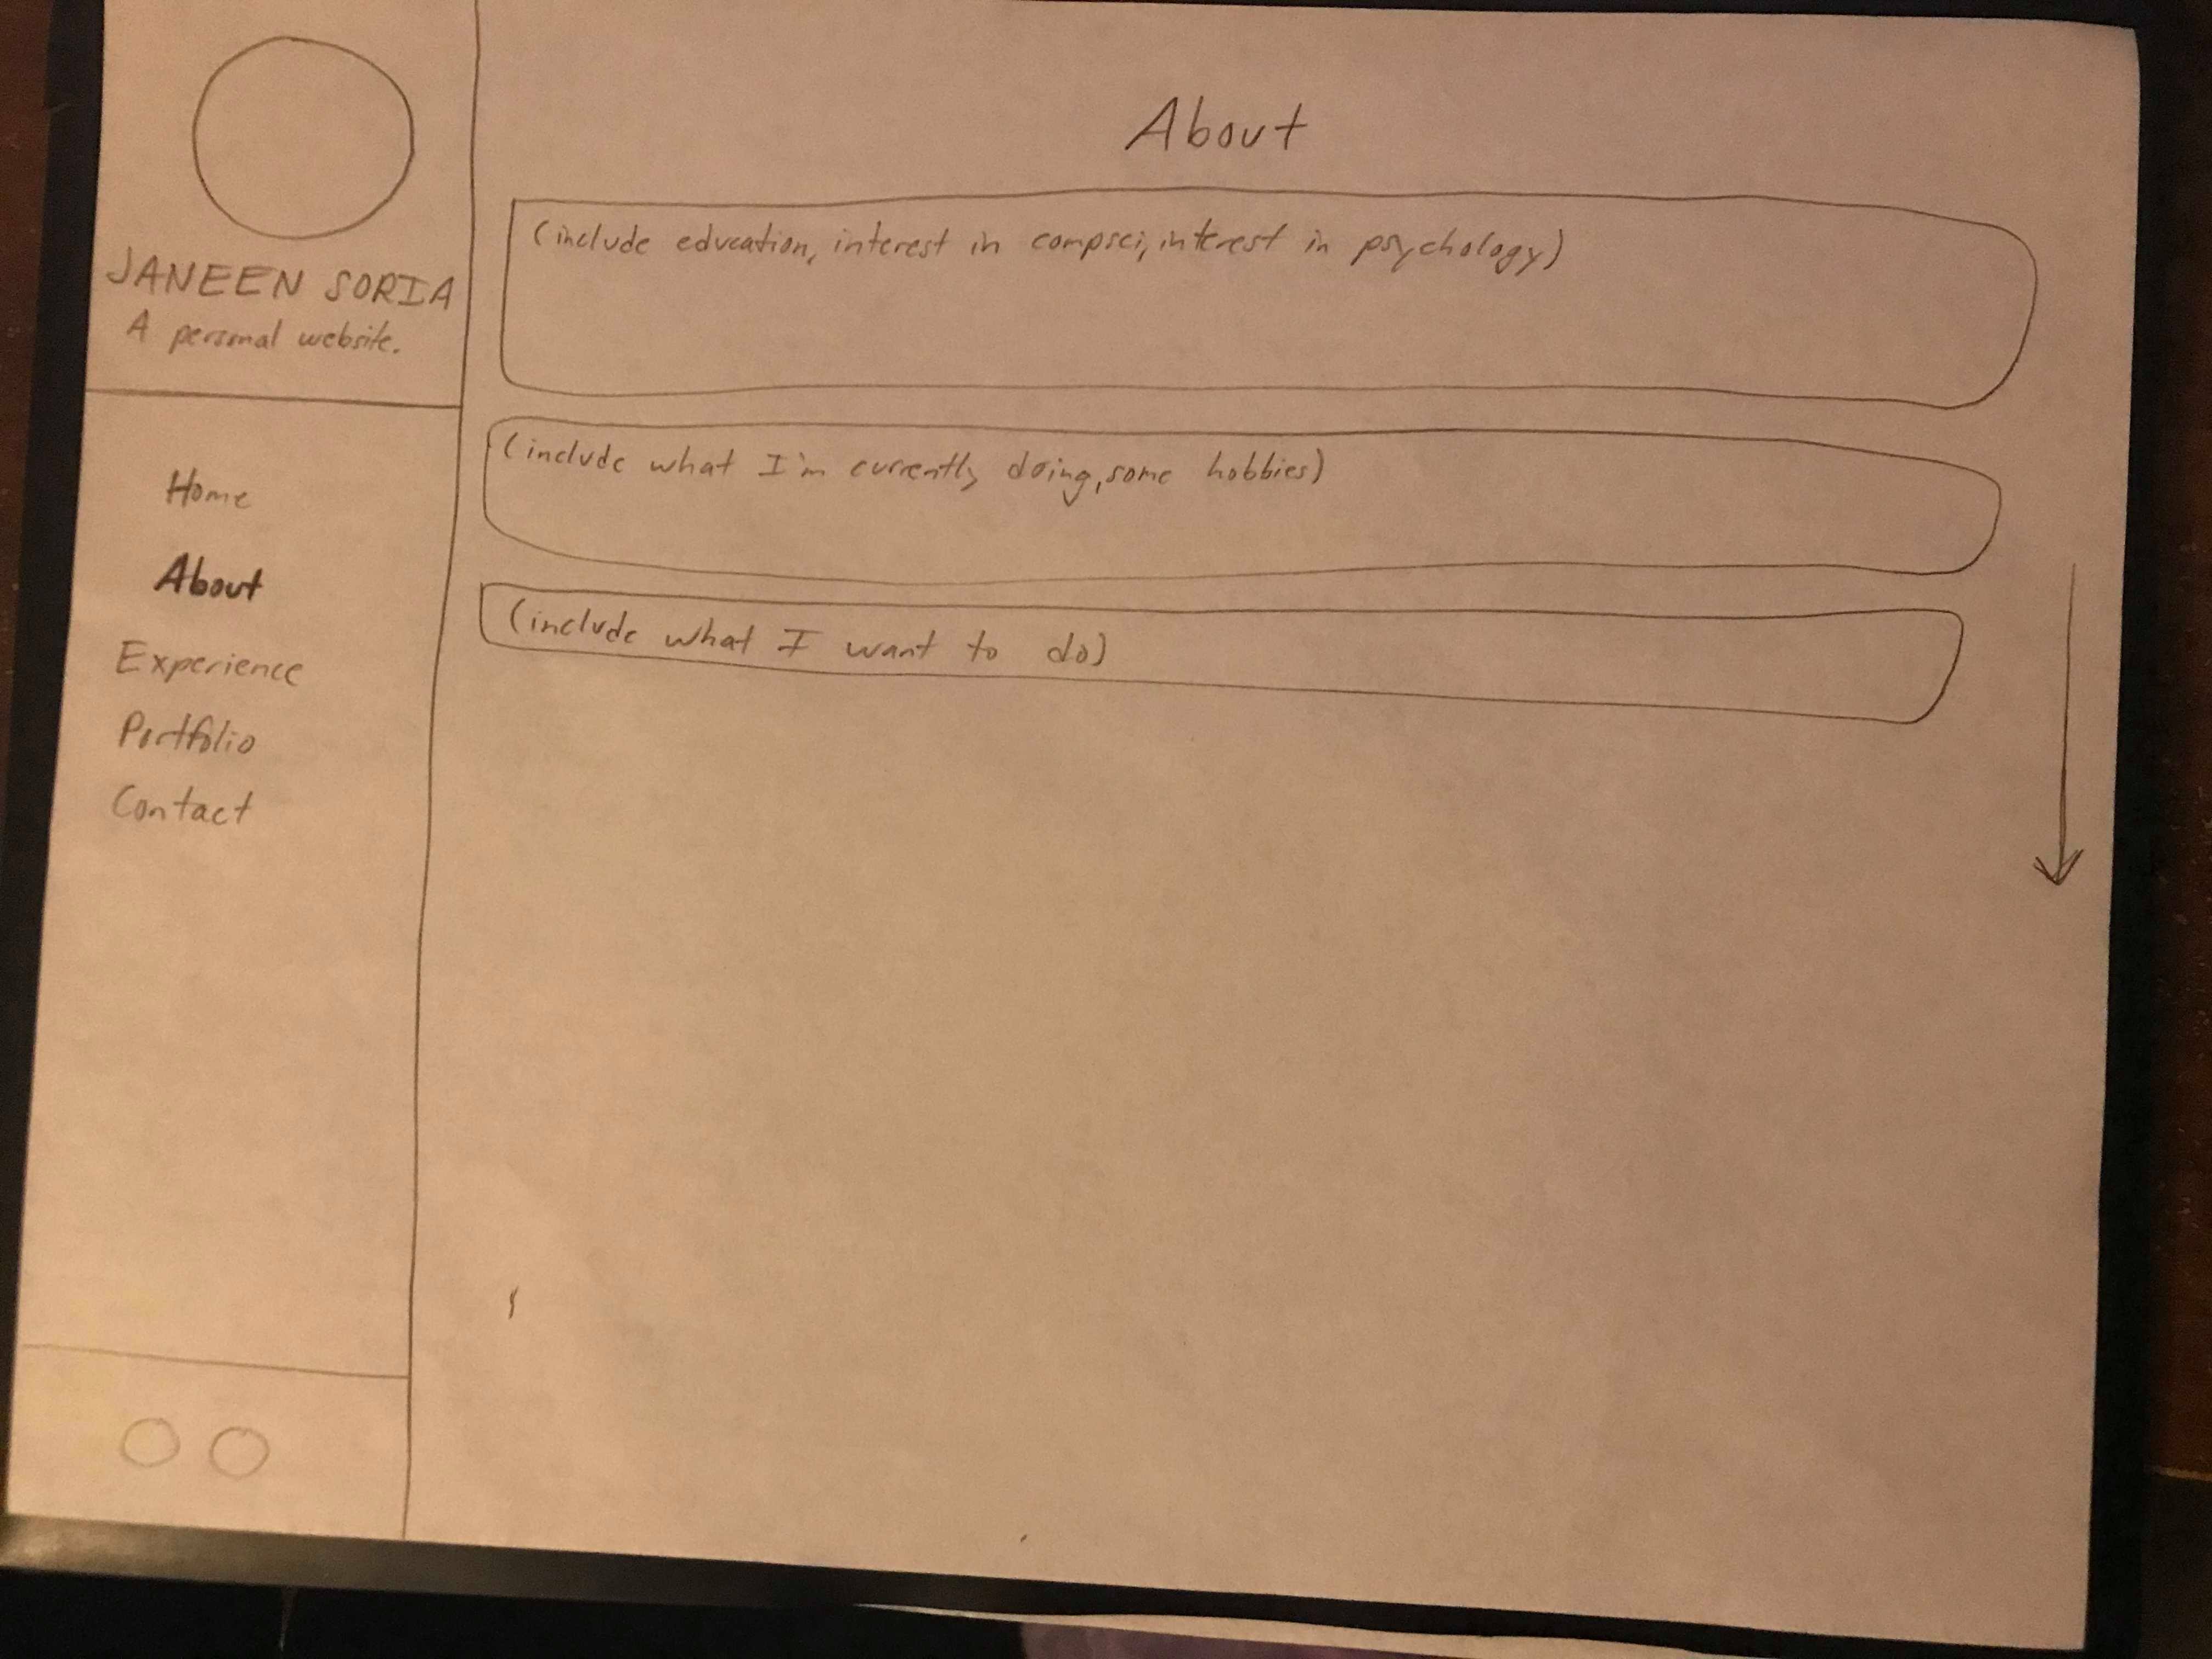 JANEEN SORIA
A personal website.
Home
About
Experience
Portfolio
Contact
About
(include education, interest in compsci, interest in psychology)
(include what I'm currently doing, some hobbies)
(include what I want to do)